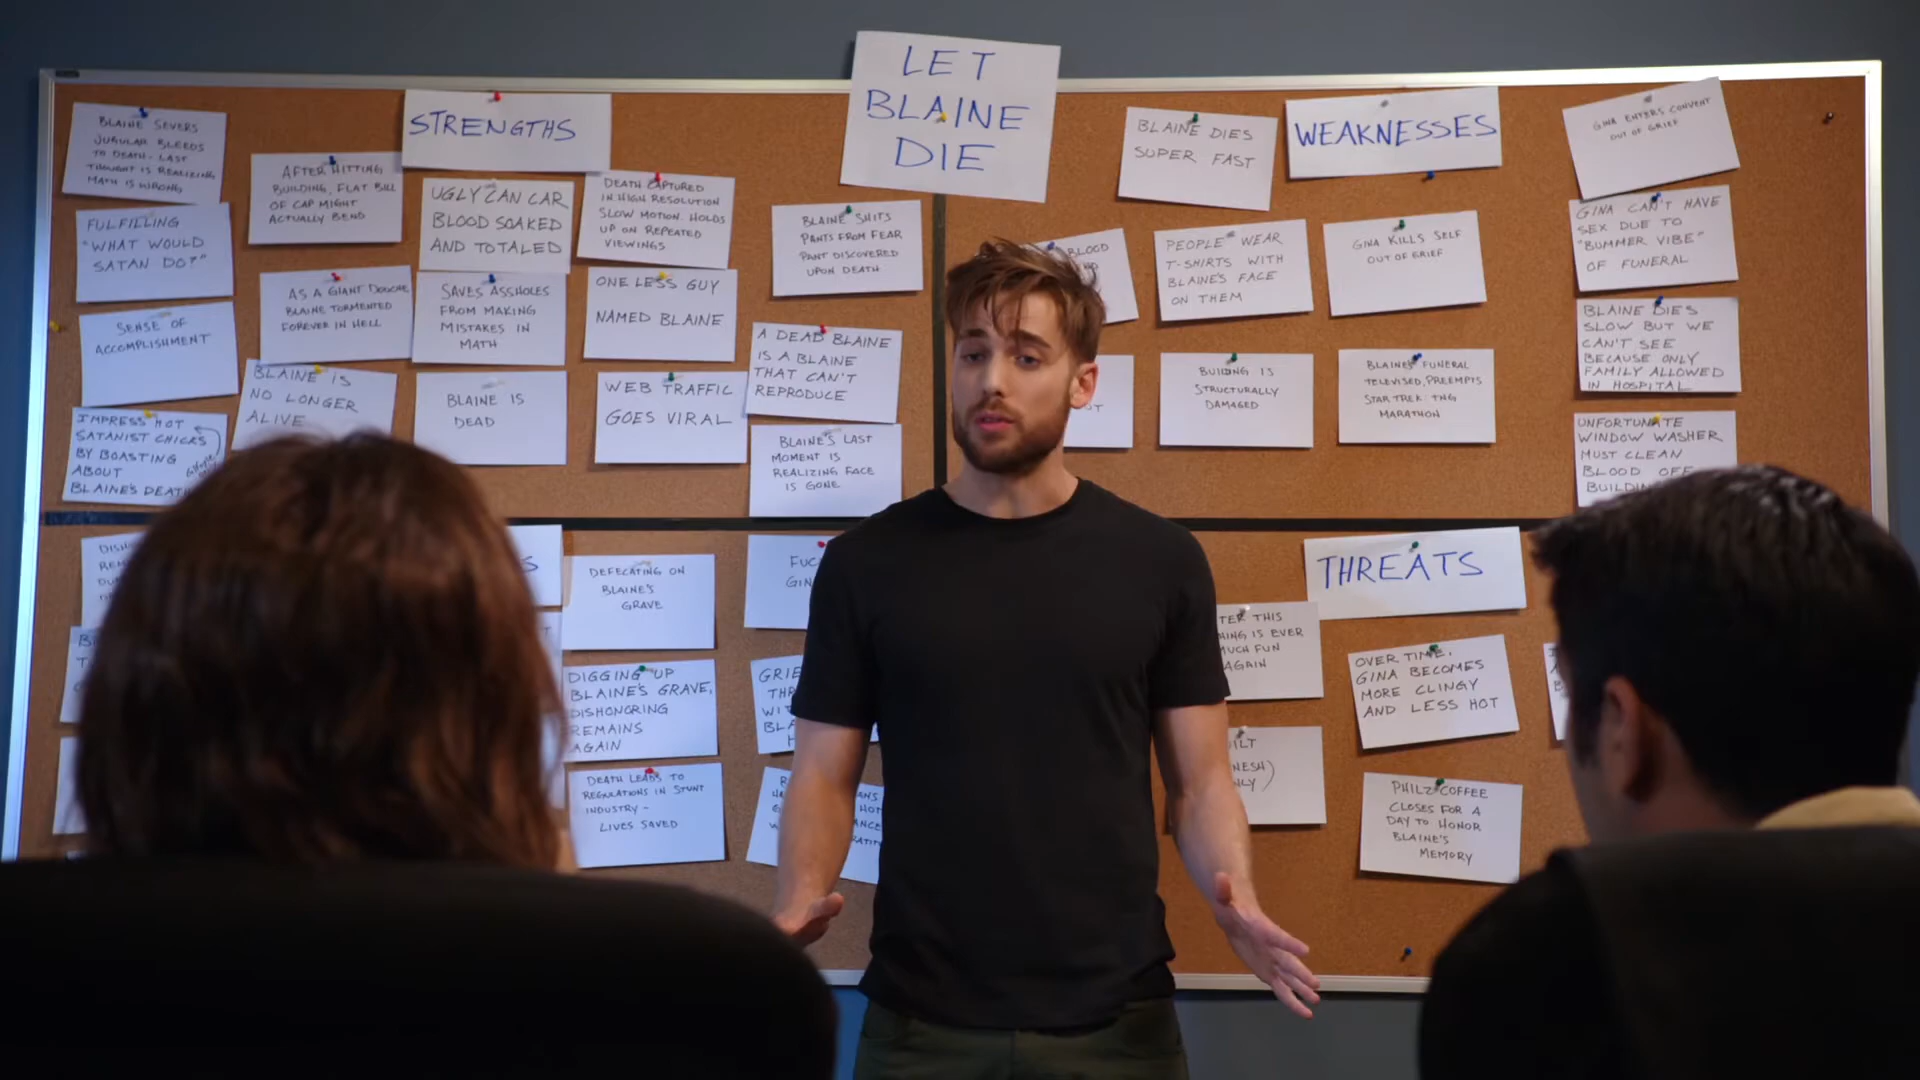 LET
BLAINE
DIE
STRENGTHS
BLAINE SEVERS
JUGULAR BLEEDS
TO DEATH - LAST
THOUGHT IS REALIZING
MATH IS WRONG
AFTER HITTING
BUILDING, FLAT BILL
OF CAP MIGHT
ACTUALLY BEND
UGLY CAN CAR
BLOOD SOAKED
AND TOTALED
DEATH CAPTURED
IN HIGH RESOLUTION
SLOW MOTION. HOLDS
UP ON REPEATED
VIEWINGS
BLAINE SHITS
PANTS FROM FEAR
PANT DISCOVERED
UPON DEATH
FULFILLING
"WHAT WOULD
SATAN DO?"
AS A GIANT DOUCHE
BLAINE TORMENTED
FOREVER IN HELL
SAVES ASSHOLES
FROM MAKING
MISTAKES IN
MATH
ONE LESS GUY
NAMED BLAINE
A DEAD BLAINE
IS A BLAINE
THAT CAN'T
REPRODUCE
SENSE OF
ACCOMPLISHMENT
BLAINE IS
NO LONGER
ALIVE
BLAINE IS
DEAD
WEB TRAFFIC
GOES VIRAL
BLAINE'S LAST
MOMENT IS
REALIZING FACE
IS GONE
IMPRESS HOT
SATANIST CHICKS
BY BOASTING
ABOUT
BLAINE'S DEATH
WEAKNESSES
BLAINE DIES
SUPER FAST
GINA ENTERS CONVENT
OUT OF GRIEF
BLOOD
PEOPLE WEAR
T-SHIRTS WITH
BLAINE'S FACE
ON THEM
GINA KILLS SELF
OUT OF GRIEF
GINA CAN'T HAVE
SEX DUE TO
"BUMMER VIBE"
OF FUNERAL
BUILDING IS
STRUCTURALLY
DAMAGED
BLAINE'S FUNERAL
TELEVISED, PREEMPTS
STAR TREK: TNG
MARATHON
BLAINE DIES
SLOW BUT WE
CAN'T SEE
BECAUSE ONLY
FAMILY ALLOWED
IN HOSPITAL
UNFORTUNATE
WINDOW WASHER
MUST CLEAN
BLOOD OFF
DEFECATING ON
BLAINE'S
GRAVE
DIGGING UP
BLAINE'S GRAVE,
DISHONORING
REMAINS
AGAIN
DEATH LEADS TO
REGULATIONS IN STUNT
INDUSTRY -
LIVES SAVED
THREATS
THIS
IS EVER
FUN
AGAIN
OVER TIME,
GINA BECOMES
MORE CLINGY
AND LESS HOT
PHILZ COFFEE
CLOSES FOR A
DAY TO HONOR
BLAINE'S
MEMORY